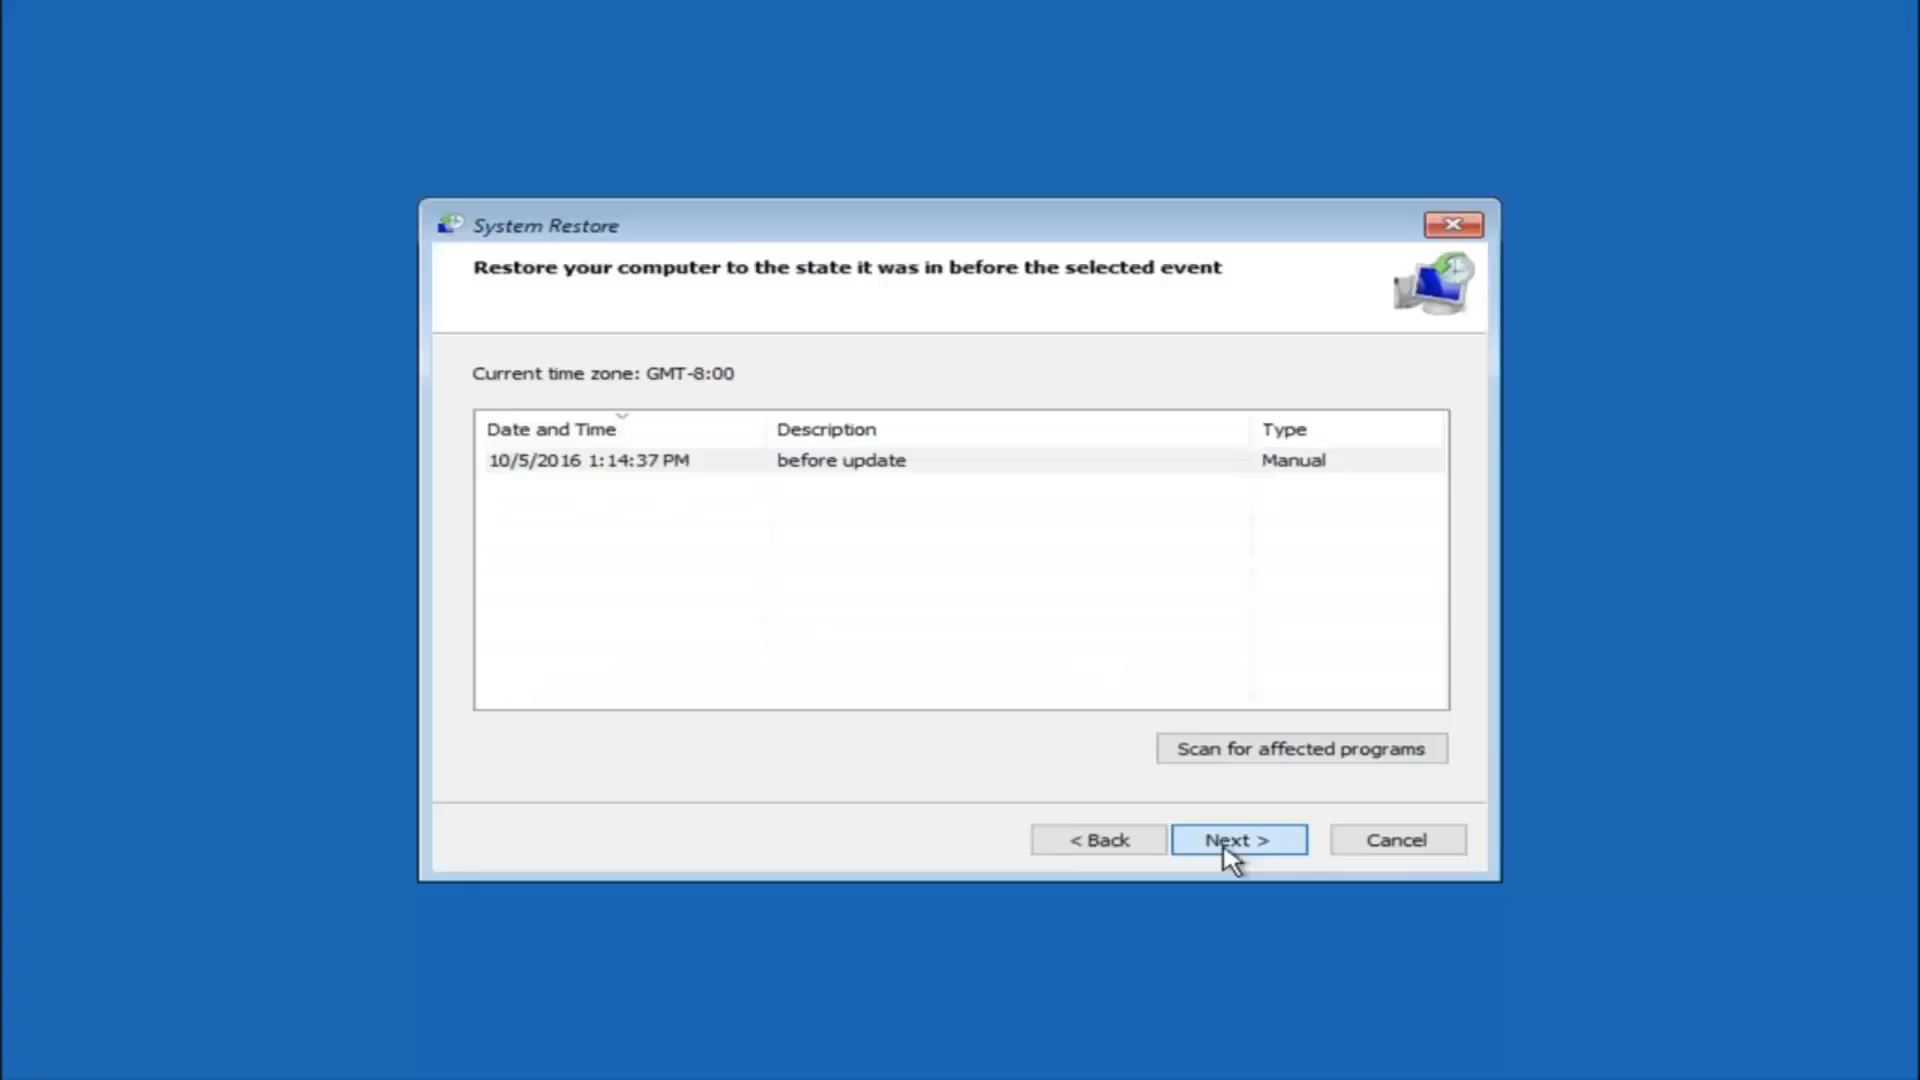 System Restore
Restore your computer to the state it was in before the selected event
Current time zone: GMT-8:00
Date and Time Description Type
10/5/2016 1:14:37 PM before update Manual
Scan for affected programs
< Back Next > Cancel